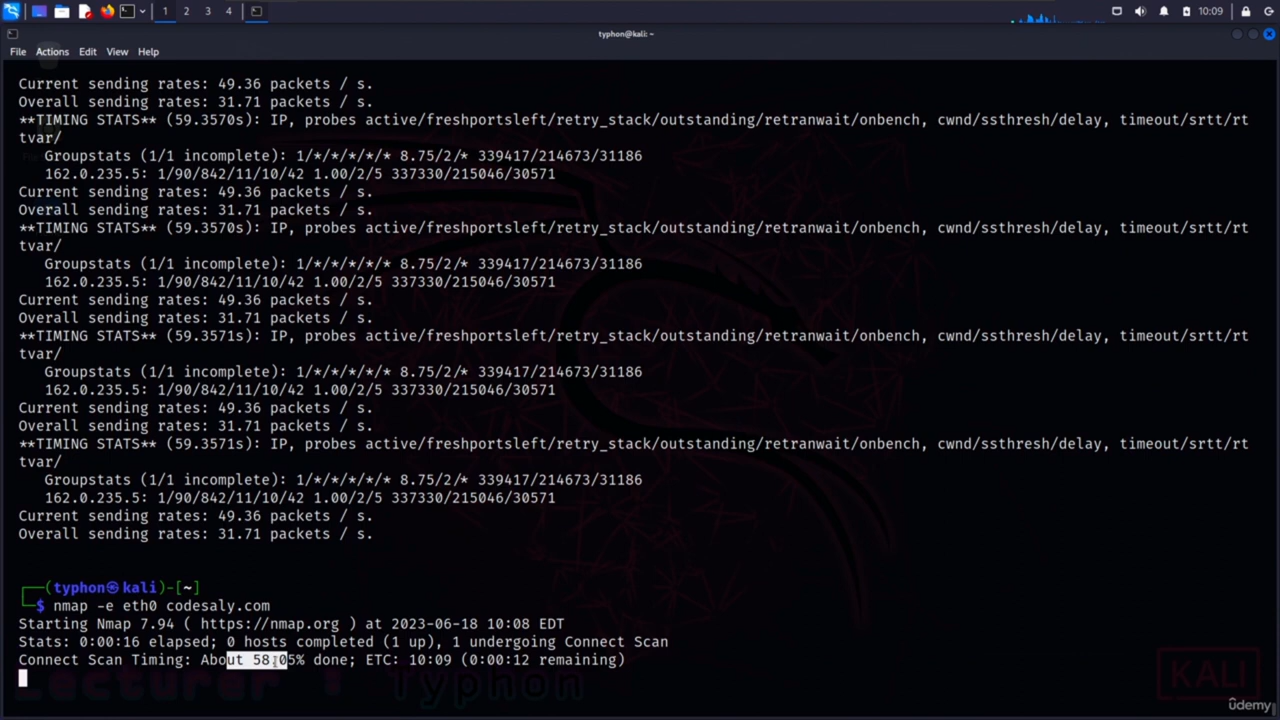 1 2 3 4
10:09
typhon@kali: ~
File Actions Edit View Help
Current sending rates: 49.36 packets / s.
Overall sending rates: 31.71 packets / s.
**TIMING STATS** (59.3570s): IP, probes active/freshportsleft/retry_stack/outstanding/retranwait/onbench, cwnd/ssthresh/delay, timeout/srtt/rt
tvar/
Groupstats (1/1 incomplete): 1/*/*/*/*/* 8.75/2/* 339417/214673/31186
162.0.235.5: 1/90/842/11/10/42 1.00/2/5 337330/215046/30571
Current sending rates: 49.36 packets / s.
Overall sending rates: 31.71 packets / s.
**TIMING STATS** (59.3570s): IP, probes active/freshportsleft/retry_stack/outstanding/retranwait/onbench, cwnd/ssthresh/delay, timeout/srtt/rt
tvar/
Groupstats (1/1 incomplete): 1/*/*/*/*/* 8.75/2/* 339417/214673/31186
162.0.235.5: 1/90/842/11/10/42 1.00/2/5 337330/215046/30571
Current sending rates: 49.36 packets / s.
Overall sending rates: 31.71 packets / s.
**TIMING STATS** (59.3571s): IP, probes active/freshportsleft/retry_stack/outstanding/retranwait/onbench, cwnd/ssthresh/delay, timeout/srtt/rt
tvar/
Groupstats (1/1 incomplete): 1/*/*/*/*/* 8.75/2/* 339417/214673/31186
162.0.235.5: 1/90/842/11/10/42 1.00/2/5 337330/215046/30571
Current sending rates: 49.36 packets / s.
Overall sending rates: 31.71 packets / s.
**TIMING STATS** (59.3571s): IP, probes active/freshportsleft/retry_stack/outstanding/retranwait/onbench, cwnd/ssthresh/delay, timeout/srtt/rt
tvar/
Groupstats (1/1 incomplete): 1/*/*/*/*/* 8.75/2/* 339417/214673/31186
162.0.235.5: 1/90/842/11/10/42 1.00/2/5 337330/215046/30571
Current sending rates: 49.36 packets / s.
Overall sending rates: 31.71 packets / s.
┌──(typhon㉿kali)-[~]
└─$ nmap -e eth0 codesaly.com
Starting Nmap 7.94 ( https://nmap.org ) at 2023-06-18 10:08 EDT
Stats: 0:00:16 elapsed; 0 hosts completed (1 up), 1 undergoing Connect Scan
Connect Scan Timing: About 58.05% done; ETC: 10:09 (0:00:12 remaining)
Lecturer : Typhon
KALI
ûdemy